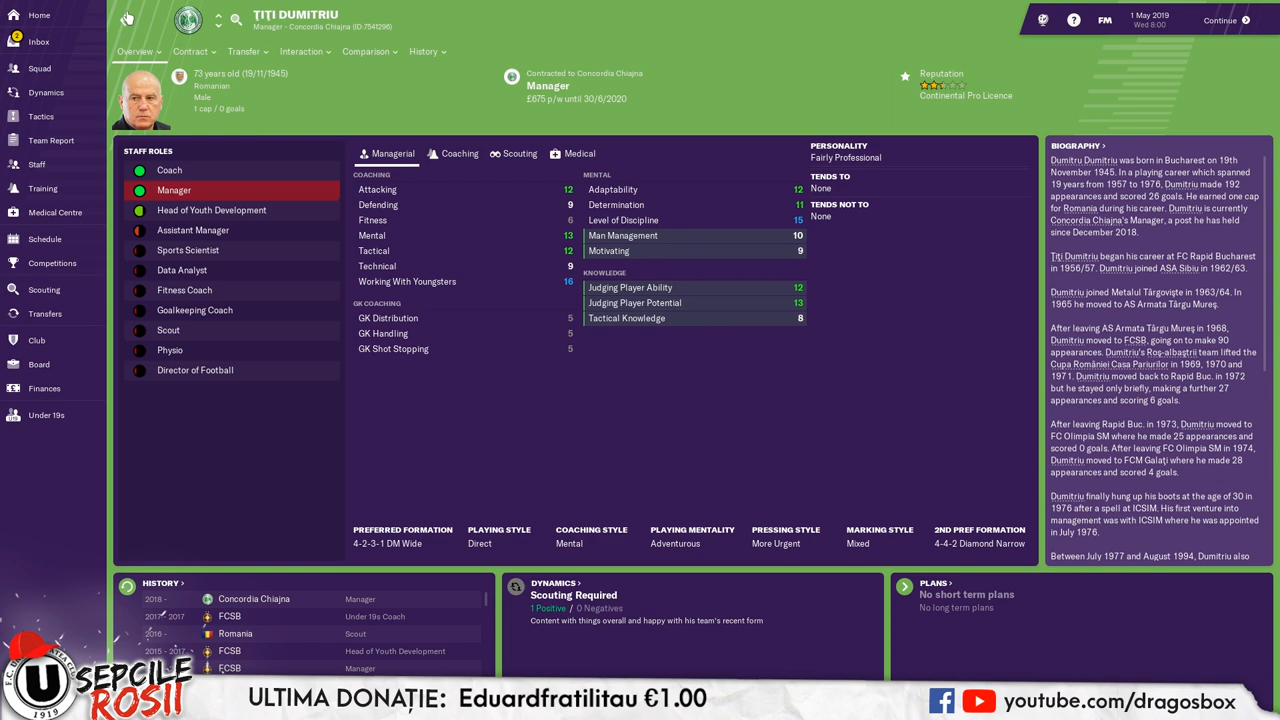 Home
ȚIȚI DUMITRIU
Manager - Concordia Chiajna (ID:7541296)
1 May 2019
Wed 8:00
FM
Continue
2
Inbox
Squad
Dynamics
Tactics
Team Report
Staff
Training
Medical Centre
Schedule
Competitions
Scouting
Transfers
Club
Board
Finances
Under 19s
Overview
Contract
Transfer
Interaction
Comparison
History
73 years old (19/11/1945)
Romanian
Male
1 cap / 0 goals
Contracted to Concordia Chiajna
Manager
£675 p/w until 30/6/2020
Reputation
Continental Pro Licence
STAFF ROLES
Coach
Manager
Head of Youth Development
Assistant Manager
Sports Scientist
Data Analyst
Fitness Coach
Goalkeeping Coach
Scout
Physio
Director of Football
Managerial Coaching Scouting Medical
COACHING
Attacking 12
Defending 9
Fitness 6
Mental 13
Tactical 12
Technical 9
Working With Youngsters 16
GK COACHING
GK Distribution 5
GK Handling 5
GK Shot Stopping 5
MENTAL
Adaptability 12
Determination 11
Level of Discipline 15
Man Management 10
Motivating 9
KNOWLEDGE
Judging Player Ability 12
Judging Player Potential 13
Tactical Knowledge 8
PERSONALITY
Fairly Professional
TENDS TO
None
TENDS NOT TO
None
PREFERRED FORMATION
4-2-3-1 DM Wide
PLAYING STYLE
Direct
COACHING STYLE
Mental
PLAYING MENTALITY
Adventurous
PRESSING STYLE
More Urgent
MARKING STYLE
Mixed
2ND PREF FORMATION
4-4-2 Diamond Narrow
BIOGRAPHY >
Dumitru Dumitriu was born in Bucharest on 19th
November 1945. In a playing career which spanned
19 years from 1957 to 1976, Dumitriu made 192
appearances and scored 26 goals. He earned one cap
for Romania during his career. Dumitriu is currently
Concordia Chiajna's Manager, a post he has held
since December 2018.
Țiți Dumitriu began his career at FC Rapid Bucharest
in 1956/57. Dumitriu joined ASA Sibiu in 1962/63.
Dumitriu joined Metalul Târgoviște in 1963/64. In
1965 he moved to AS Armata Târgu Mureș.
After leaving AS Armata Târgu Mureș in 1968,
Dumitriu moved to FCSB, going on to make 90
appearances. Dumitriu's Roș-albaștrii team lifted the
Cupa României Casa Pariurilor in 1969, 1970 and
1971. Dumitriu moved back to Rapid Buc. in 1972
but he stayed only briefly, making a further 27
appearances and scoring 6 goals.
After leaving Rapid Buc. in 1973, Dumitriu moved to
FC Olimpia SM where he made 25 appearances and
scored 0 goals. After leaving FC Olimpia SM in 1974,
Dumitriu moved to FCM Galați where he made 28
appearances and scored 4 goals.
Dumitriu finally hung up his boots at the age of 30 in
1976 after a spell at ICSIM. His first venture into
management was with ICSIM where he was appointed
in July 1976.
Between July 1977 and August 1994, Dumitriu also
HISTORY >
2018 - Concordia Chiajna Manager
2017 - 2017 FCSB Under 19s Coach
2016 - Romania Scout
2015 - 2017 FCSB Head of Youth Development
FCSB Manager
DYNAMICS >
Scouting Required
1 Positive / 0 Negatives
Content with things overall and happy with his team's recent form
PLANS >
No short term plans
No long term plans
U
1919
SEPCILE
ROSII
ULTIMA DONAȚIE: Eduardfratilitau €1.00
youtube.com/dragosbox